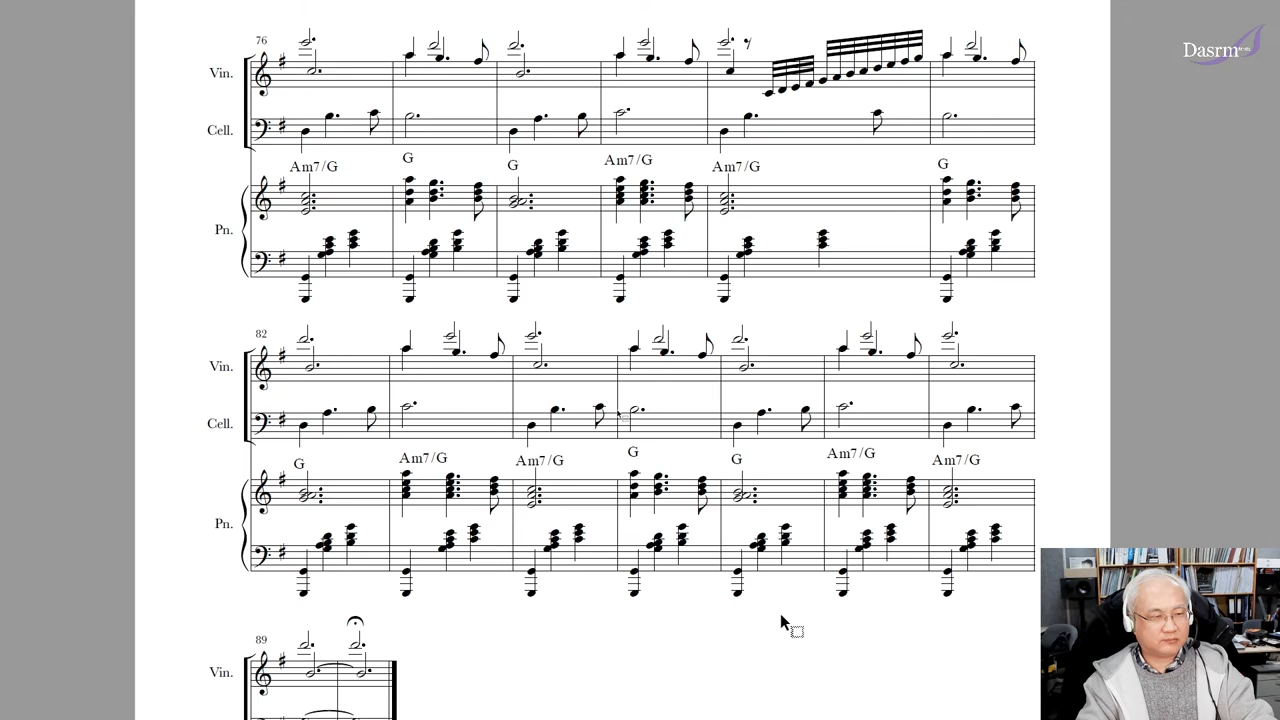 Dasrm
76
Vin.
Cell.
Am7/G G G Am7/G Am7/G G
Pn.
82
Vin.
Cell.
G Am7/G Am7/G G G Am7/G Am7/G
Pn.
89
Vin.